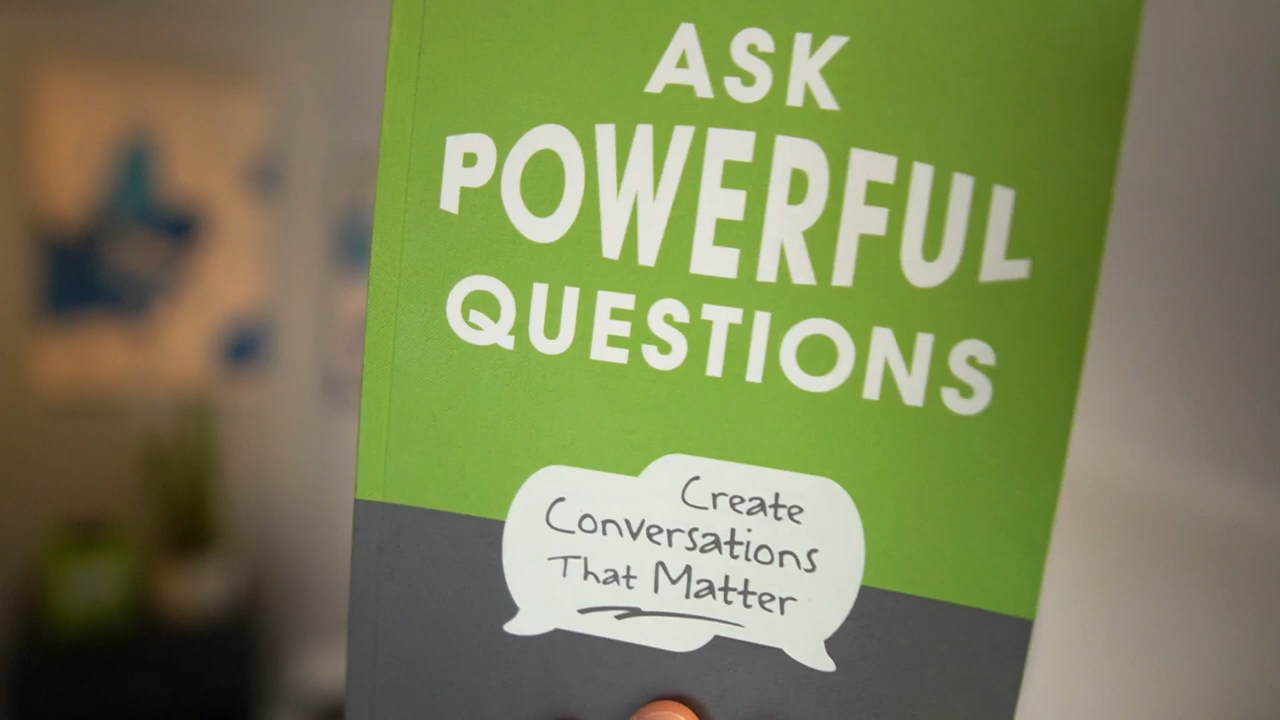 ASK
POWERFUL
QUESTIONS
Create
Conversations
That Matter